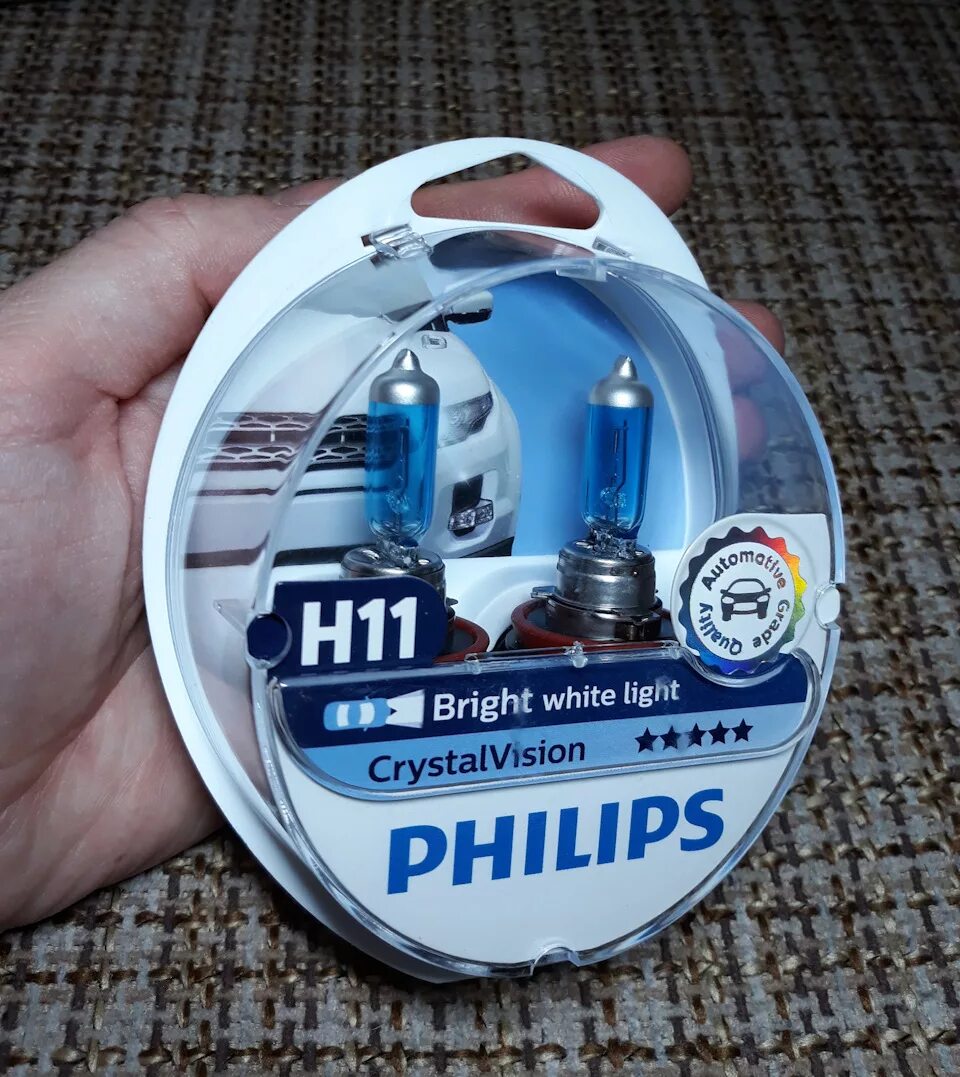 H11
Automotive Grade
Quality
Bright white light
CrystalVision
PHILIPS